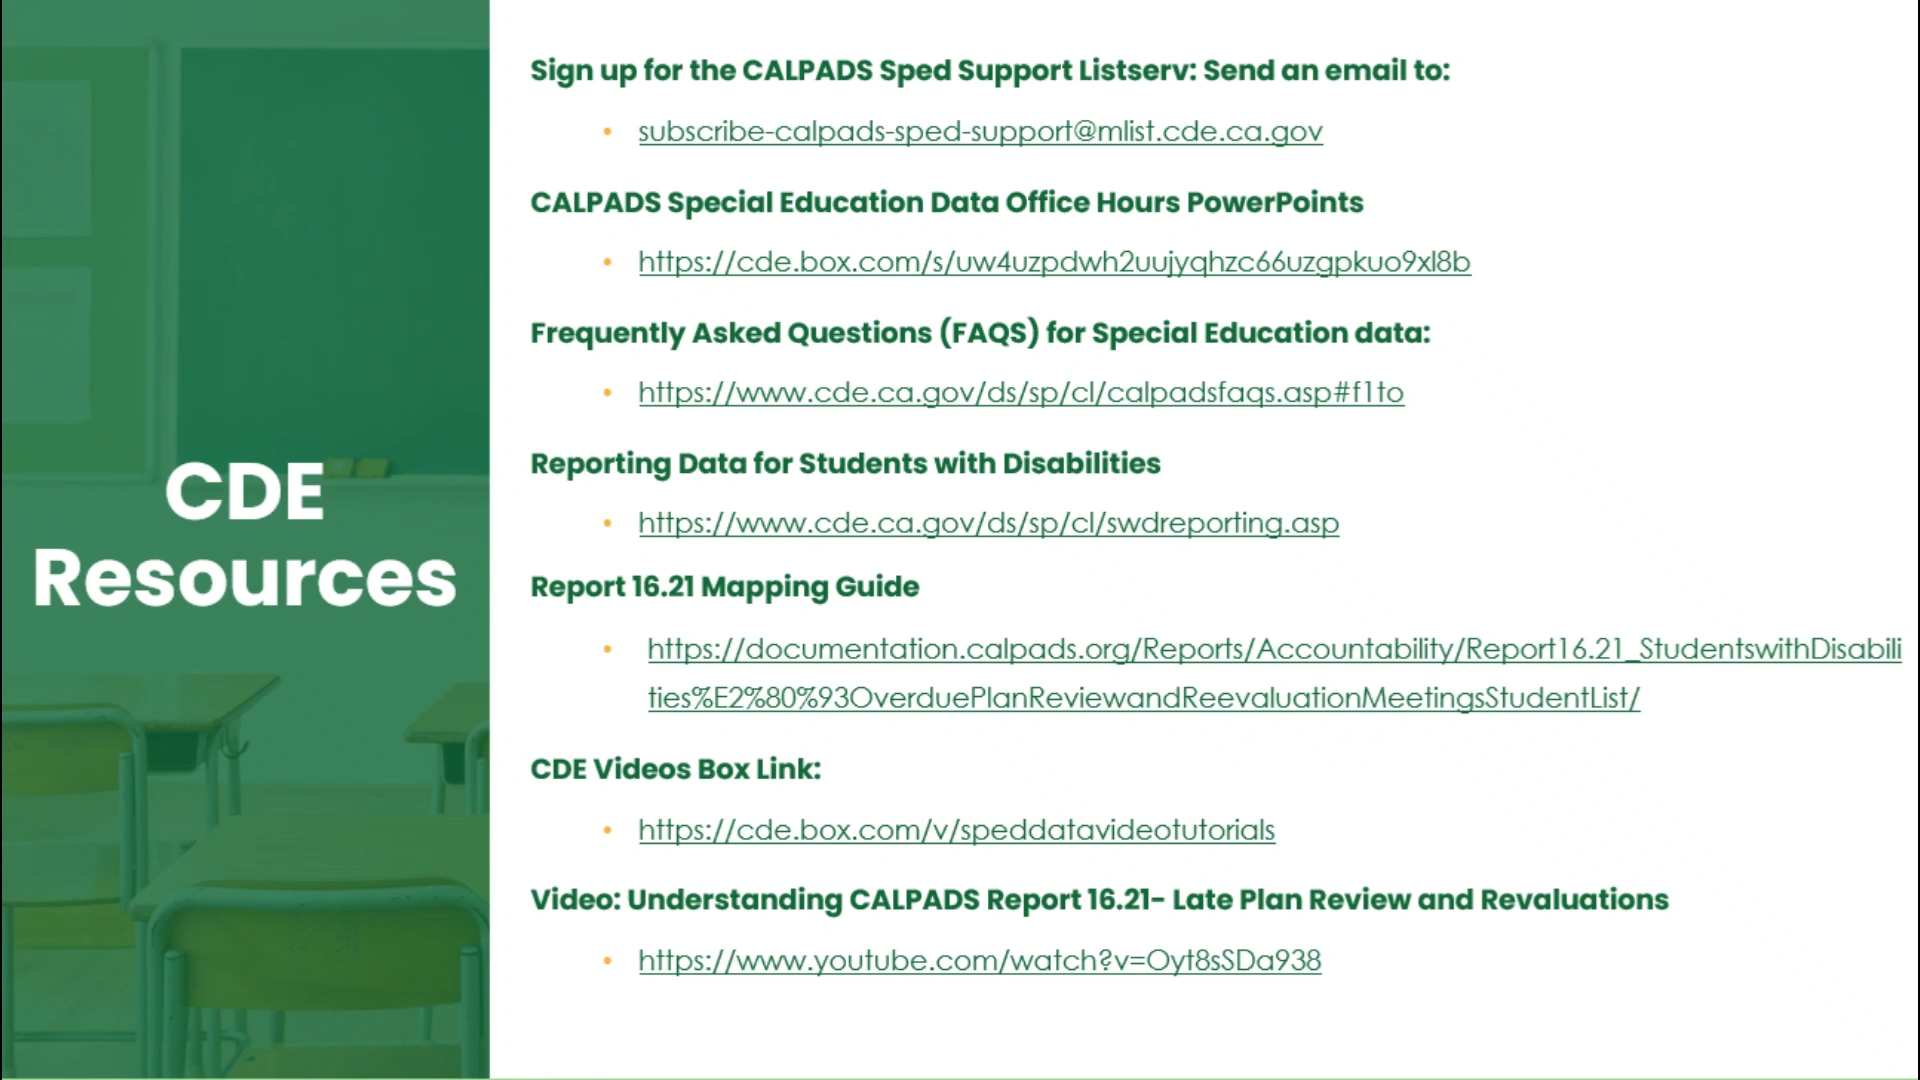 CDE
Resources
Sign up for the CALPADS Sped Support Listserv: Send an email to:
• subscribe-calpads-sped-support@mlist.cde.ca.gov
CALPADS Special Education Data Office Hours PowerPoints
• https://cde.box.com/s/uw4uzpdwh2uujyqhzc66uzgpkuo9xl8b
Frequently Asked Questions (FAQS) for Special Education data:
• https://www.cde.ca.gov/ds/sp/cl/calpadsfaqs.asp#f1to
Reporting Data for Students with Disabilities
• https://www.cde.ca.gov/ds/sp/cl/swdreporting.asp
Report 16.21 Mapping Guide
• https://documentation.calpads.org/Reports/Accountability/Report16.21_StudentswithDisabili
ties%E2%80%93OverduePlanReviewandReevaluationMeetingsStudentList/
CDE Videos Box Link:
• https://cde.box.com/v/speddatavideotutorials
Video: Understanding CALPADS Report 16.21- Late Plan Review and Revaluations
• https://www.youtube.com/watch?v=Oyt8sSDa938